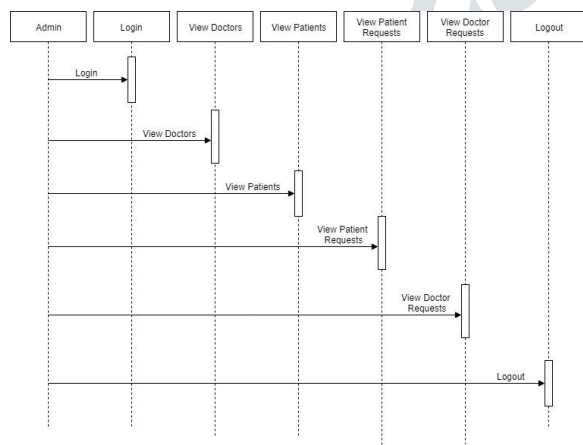 Admin
Login
View Doctors
View Patients
View Patient
Requests
View Doctor
Requests
Logout
Login
View Doctors
View Patients
View Patient
Requests
View Doctor
Requests
Logout